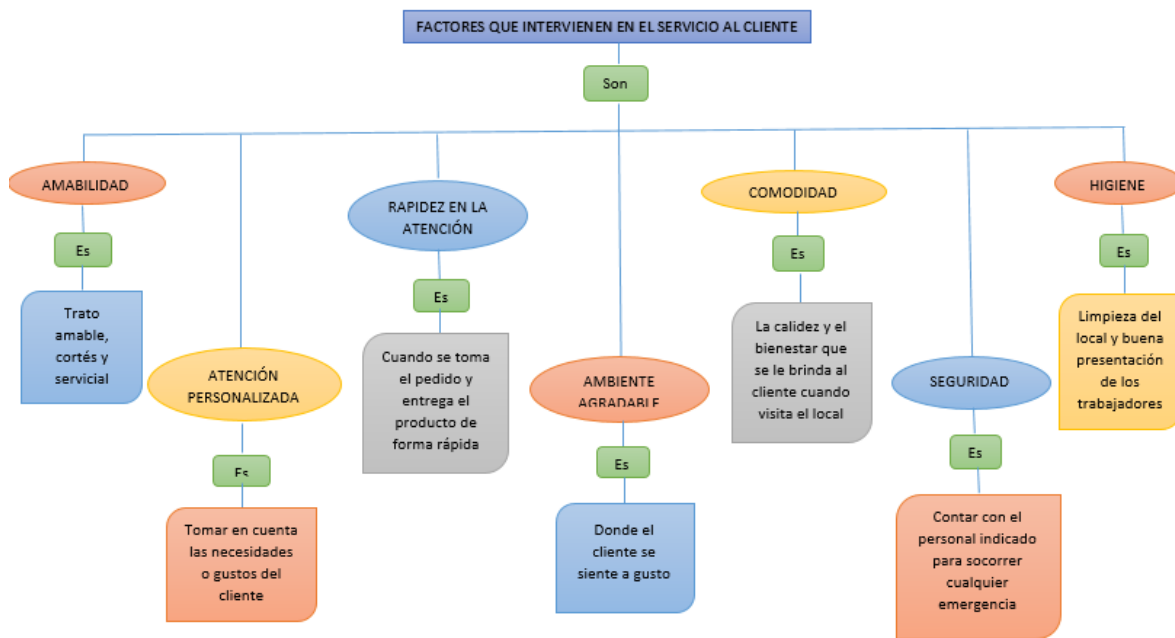 FACTORES QUE INTERVIENEN EN EL SERVICIO AL CLIENTE
Son
AMABILIDAD
Es
Trato
amable,
cortés y
servicial
ATENCIÓN
PERSONALIZADA
Es
Tomar en cuenta
las necesidades
o gustos del
cliente
RAPIDEZ EN LA
ATENCIÓN
Es
Cuando se toma
el pedido y
entrega el
producto de
forma rápida
AMBIENTE
AGRADABLE
Es
Donde el
cliente se
siente a gusto
COMODIDAD
Es
La calidez y el
bienestar que
se le brinda al
cliente cuando
visita el local
SEGURIDAD
Es
Contar con el
personal indicado
para socorrer
cualquier
emergencia
HIGIENE
Es
Limpieza del
local y buena
presentación
de los
trabajadores